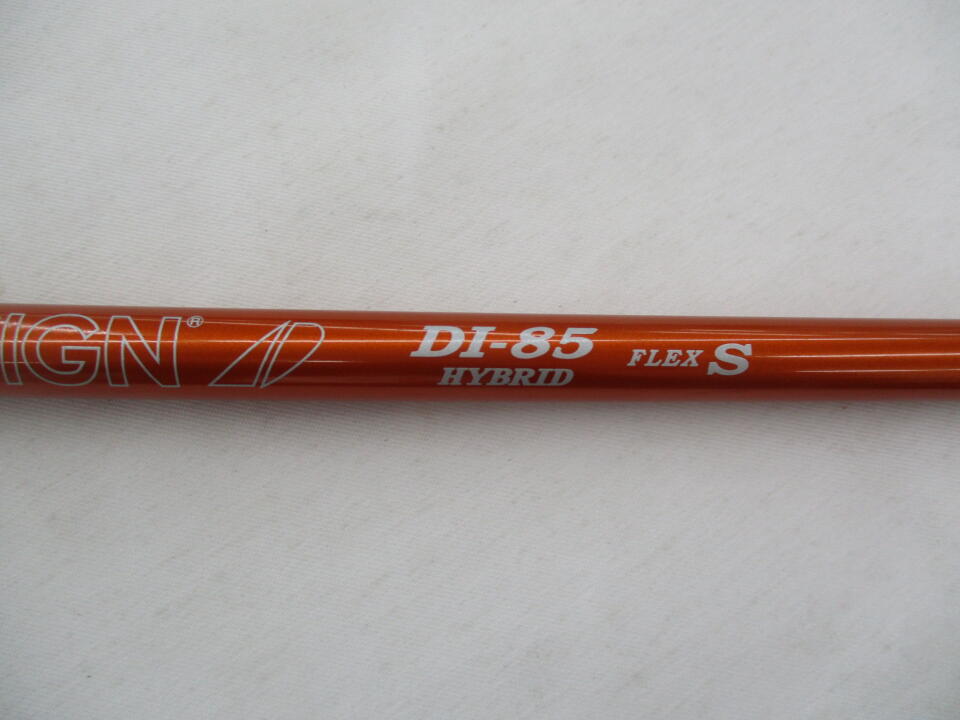 IGN® DI-85 FLEX S
HYBRID